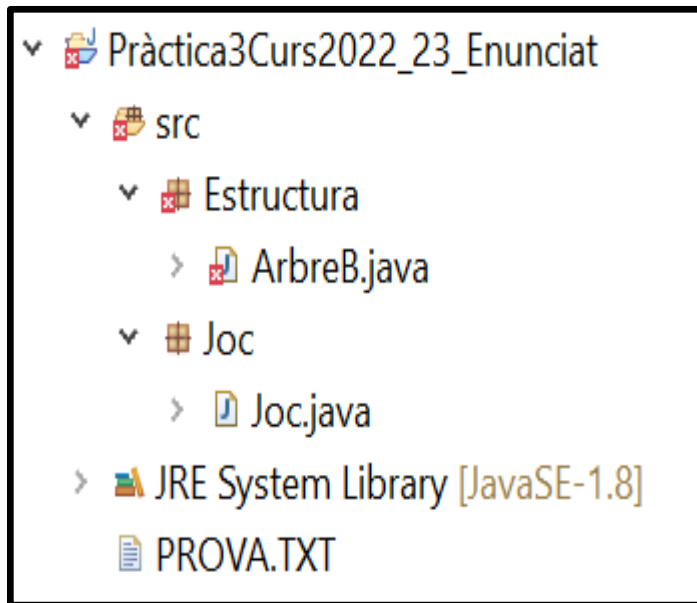 Pràctica3Curs2022_23_Enunciat
src
Estructura
ArbreB.java
Joc
Joc.java
JRE System Library [JavaSE-1.8]
PROVA.TXT